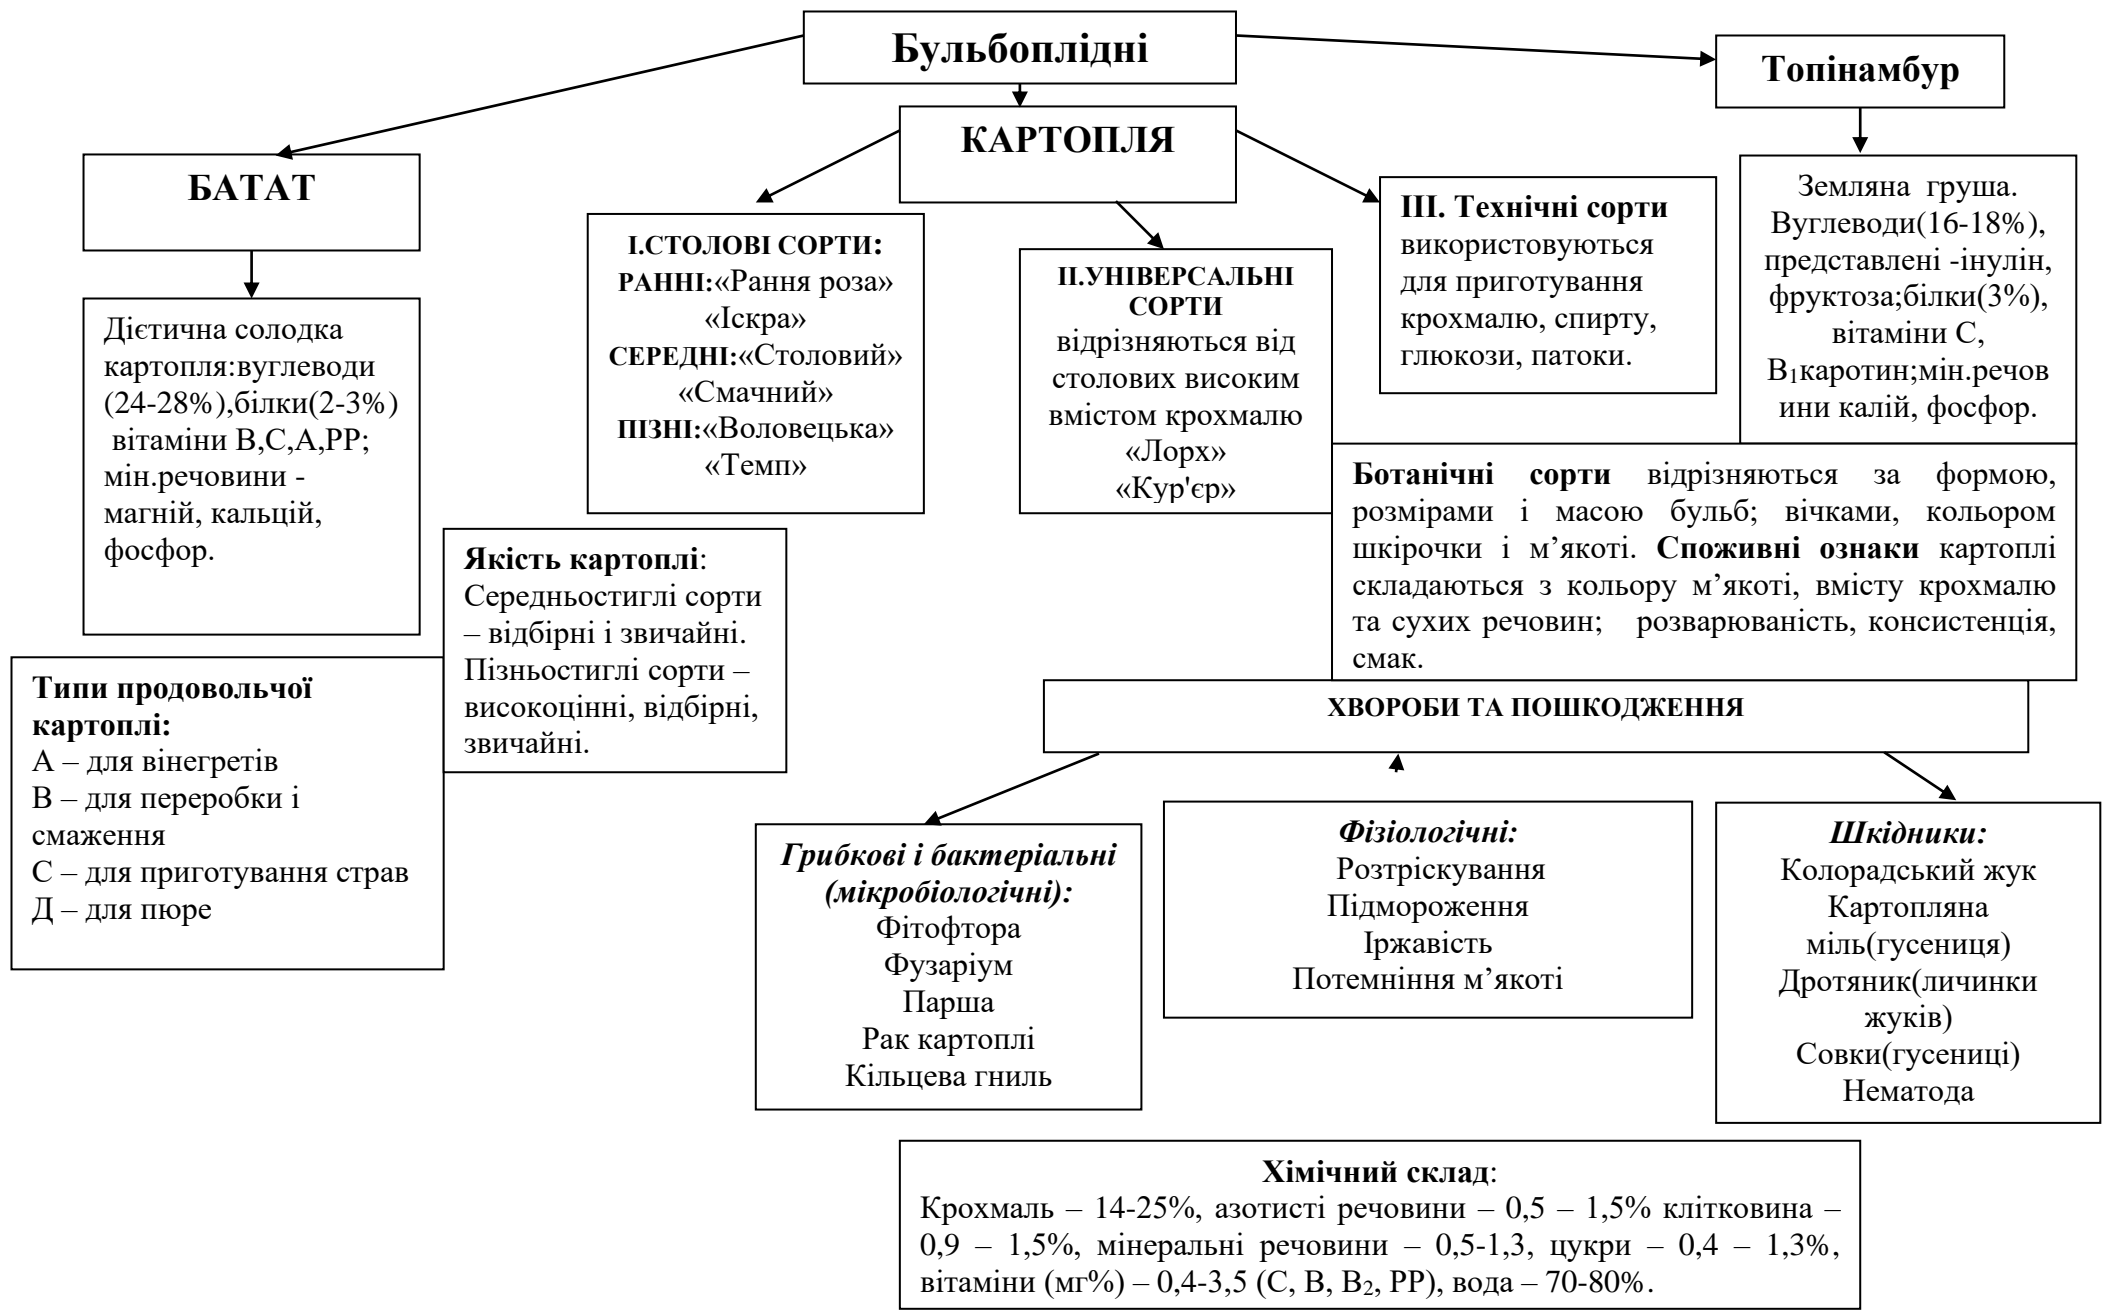 Бульбоплідні
Топінамбур
КАРТОПЛЯ
БАТАТ
Земляна груша.
Вуглеводи(16-18%),
представлені -інулін,
фруктоза;білки(3%),
вітаміни С,
В₁каротин;мін.речов
ини калій, фосфор.
ІІІ. Технічні сорти
використовуються
для приготування
крохмалю, спирту,
глюкози, патоки.
І.СТОЛОВІ СОРТИ:
РАННІ:«Рання роза»
«Іскра»
СЕРЕДНІ:«Столовий»
«Смачний»
ПІЗНІ:«Воловецька»
«Темп»
ІІ.УНІВЕРСАЛЬНІ
СОРТИ
відрізняються від
столових високим
вмістом крохмалю
«Лорх»
«Кур'єр»
Дієтична солодка
картопля:вуглеводи
(24-28%),білки(2-3%)
вітаміни В,С,А,РР;
мін.речовини -
магній, кальцій,
фосфор.
Ботанічні сорти відрізняються за формою,
розмірами і масою бульб; вічками, кольором
шкірочки і м’якоті. Споживні ознаки картоплі
складаються з кольору м’якоті, вмісту крохмалю
та сухих речовин; розварюваність, консистенція,
смак.
Якість картоплі:
Середньостиглі сорти
– відбірні і звичайні.
Пізньостиглі сорти –
високоцінні, відбірні,
звичайні.
Типи продовольчої
картоплі:
А – для вінегретів
В – для переробки і
смаження
С – для приготування страв
Д – для пюре
ХВОРОБИ ТА ПОШКОДЖЕННЯ
Грибкові і бактеріальні
(мікробіологічні):
Фітофтора
Фузаріум
Парша
Рак картоплі
Кільцева гниль
Фізіологічні:
Розтріскування
Підмороження
Іржавість
Потемніння м’якоті
Шкідники:
Колорадський жук
Картопляна
міль(гусениця)
Дротяник(личинки
жуків)
Совки(гусениці)
Нематода
Хімічний склад:
Крохмаль – 14-25%, азотисті речовини – 0,5 – 1,5% клітковина –
0,9 – 1,5%, мінеральні речовини – 0,5-1,3, цукри – 0,4 – 1,3%,
вітаміни (мг%) – 0,4-3,5 (С, В, В₂, РР), вода – 70-80%.